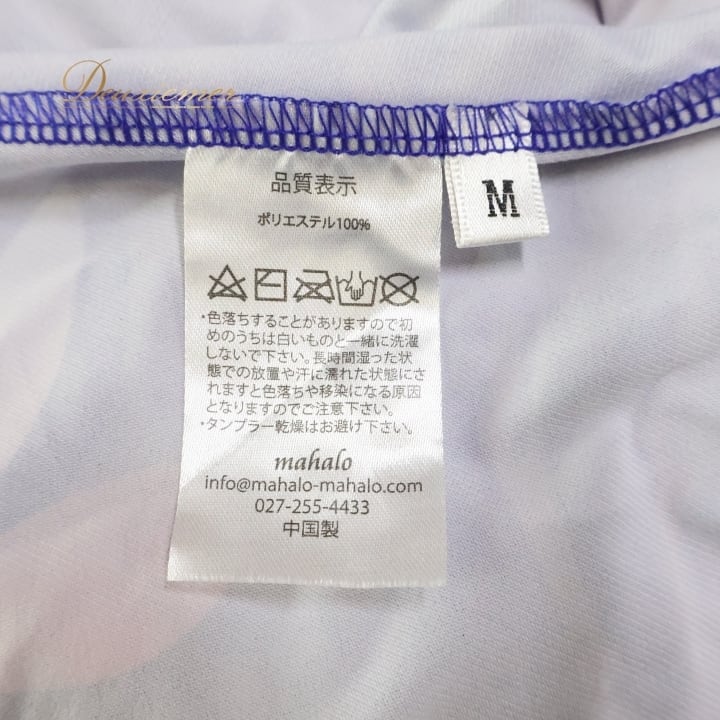 品質表示
ポリエステル100%
・色落ちすることがありますので初
めのうちは白いものと一緒に洗濯
しないで下さい。長時間湿った状
態での放置や汗に濡れた状態にさ
れますと色落ちや移染になる原因
となりますのでご注意下さい。
・タンブラー乾燥はお避け下さい。
mahalo
info@mahalo-mahalo.com
027-255-4433
中国製
M